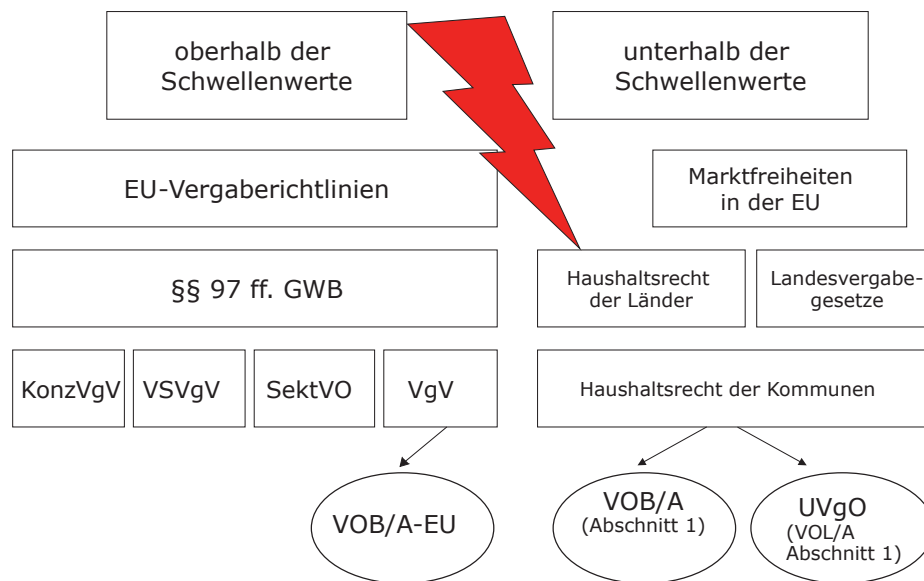 oberhalb der
Schwellenwerte
unterhalb der
Schwellenwerte
EU-Vergaberichtlinien
Marktfreiheiten
in der EU
§§ 97 ff. GWB
Haushaltsrecht
der Länder
Landesvergabe-
gesetze
KonzVgV
VSVgV
SektVO
VgV
Haushaltsrecht der Kommunen
VOB/A-EU
VOB/A
(Abschnitt 1)
UVgO
(VOL/A
Abschnitt 1)